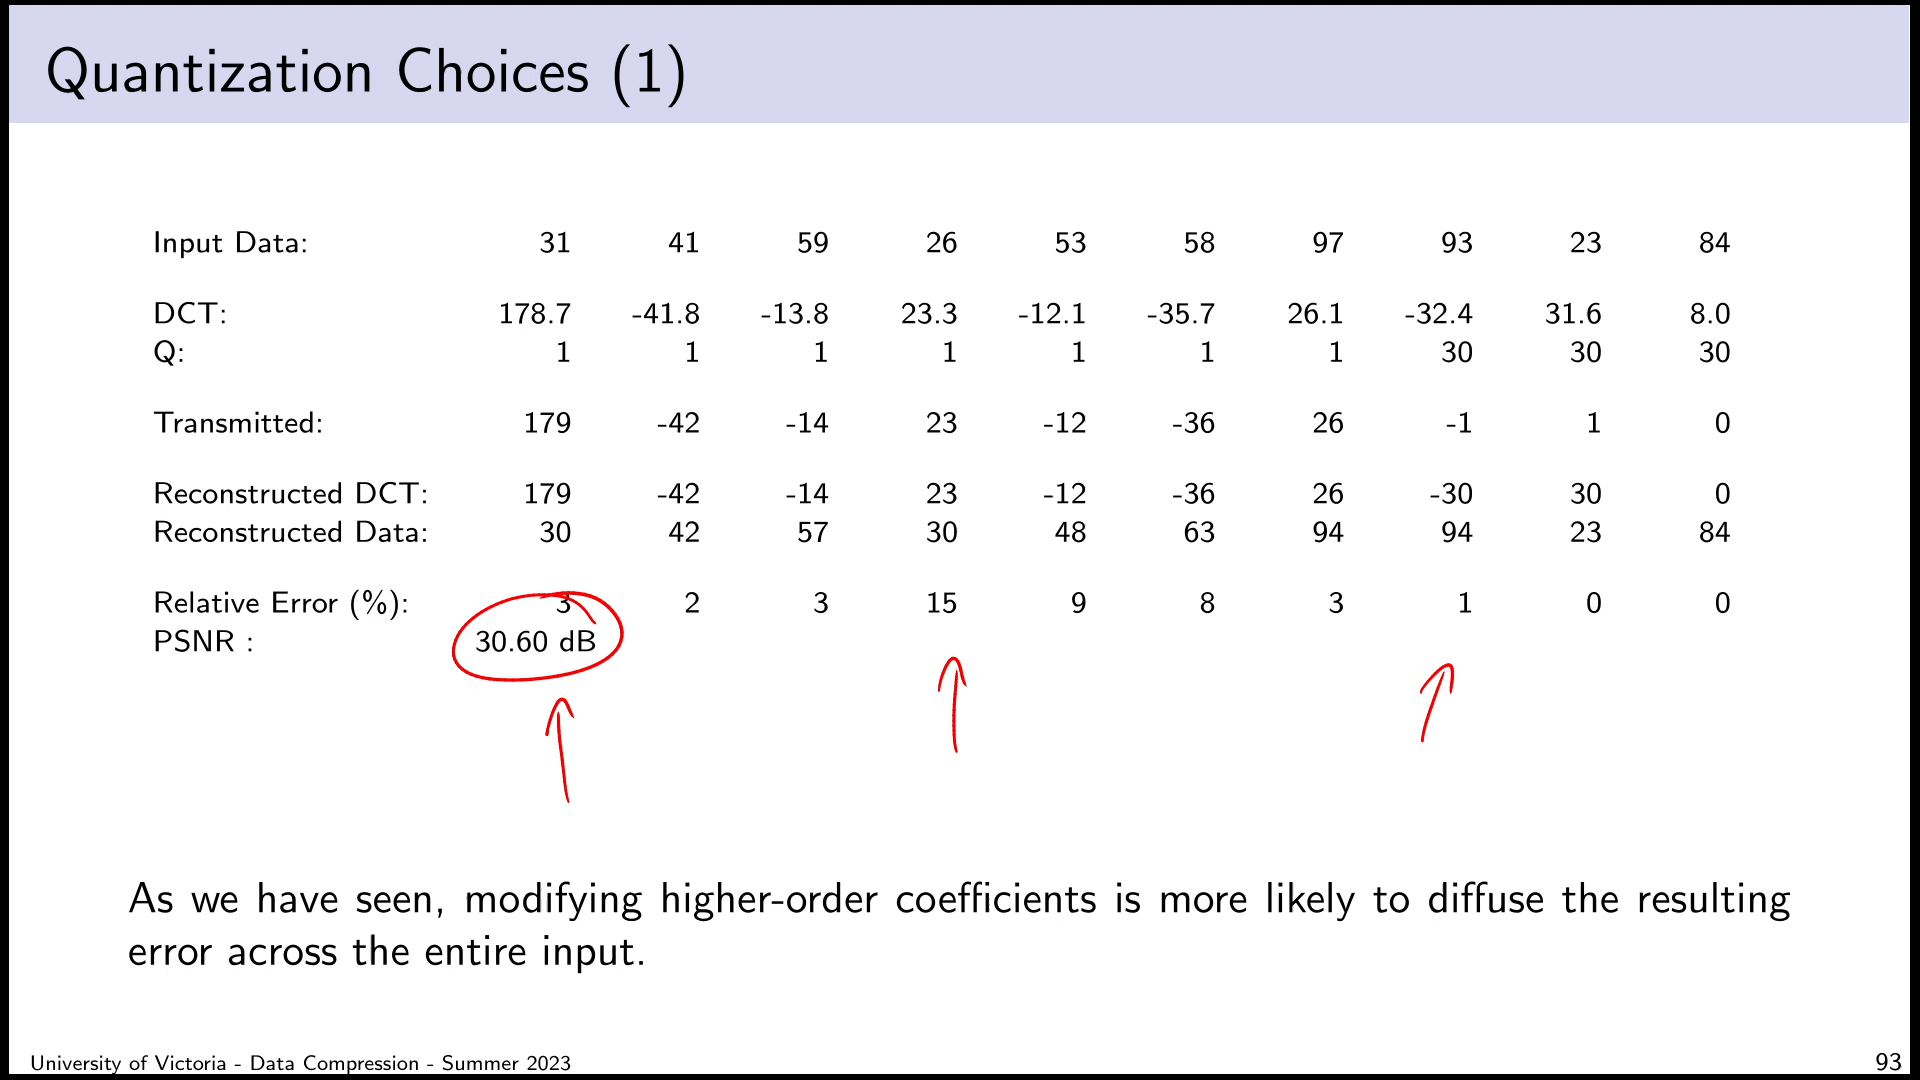 Quantization Choices (1)
Input Data: 31 41 59 26 53 58 97 93 23 84
DCT: 178.7 -41.8 -13.8 23.3 -12.1 -35.7 26.1 -32.4 31.6 8.0
Q: 1 1 1 1 1 1 1 30 30 30
Transmitted: 179 -42 -14 23 -12 -36 26 -1 1 0
Reconstructed DCT: 179 -42 -14 23 -12 -36 26 -30 30 0
Reconstructed Data: 30 42 57 30 48 63 94 94 23 84
Relative Error (%): 3 2 3 15 9 8 3 1 0 0
PSNR : 30.60 dB
As we have seen, modifying higher-order coefficients is more likely to diffuse the resulting
error across the entire input.
University of Victoria - Data Compression - Summer 2023
93